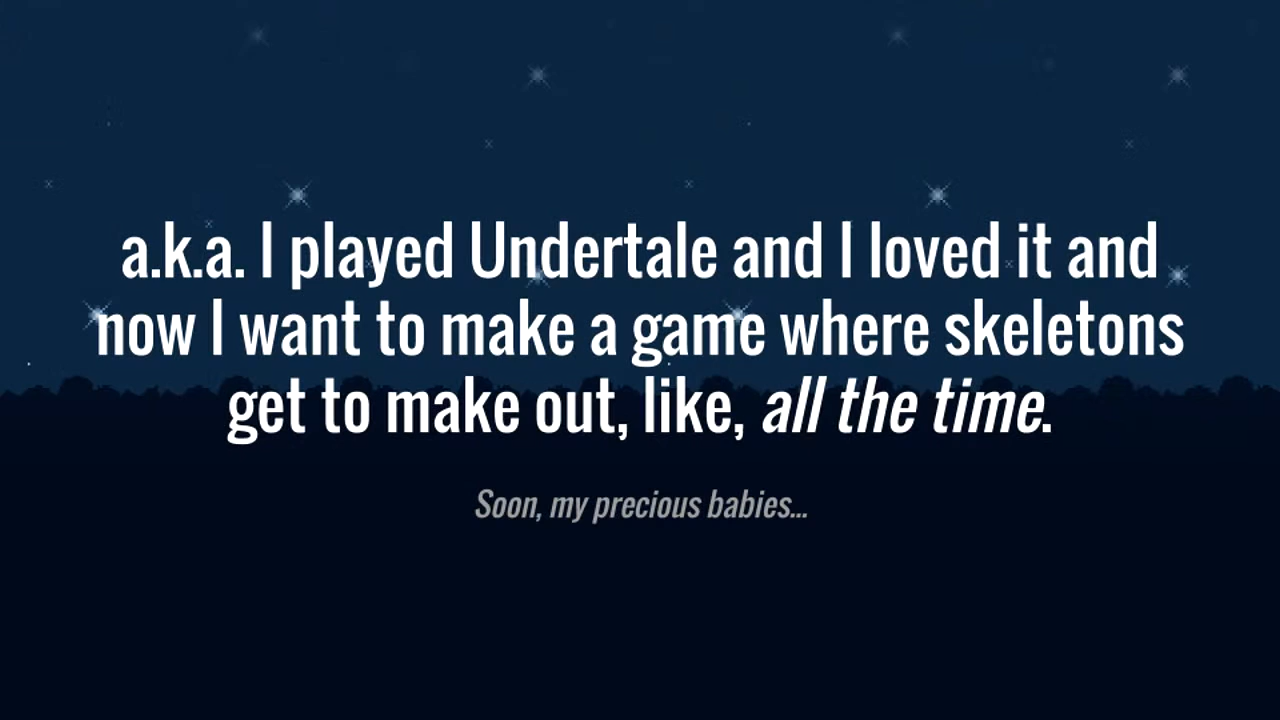 a.k.a. I played Undertale and I loved it and
now I want to make a game where skeletons
get to make out, like, all the time.
Soon, my precious babies...